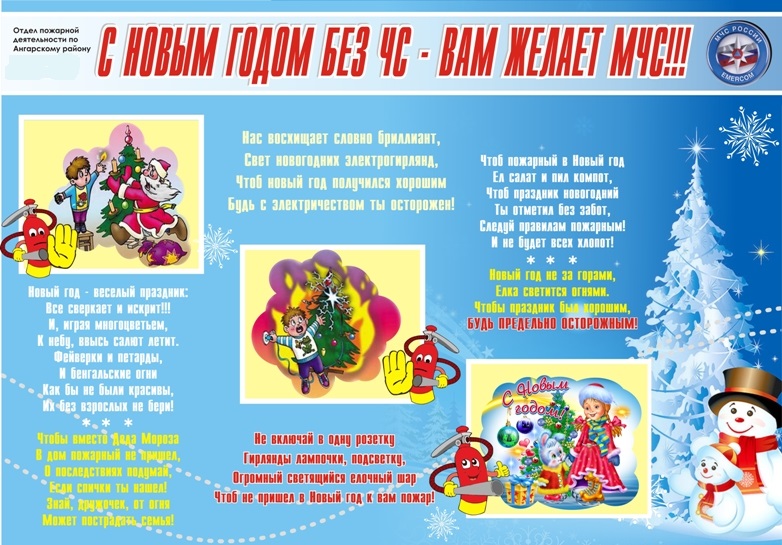 Отдел пожарной
деятельности по
Ангарскому району
С НОВЫМ ГОДОМ БЕЗ ЧС - ВАМ ЖЕЛАЕТ МЧС!!!
МЧС РОССИИ
EMERCOM
Нас восхищает словно бриллиант,
Свет новогодних электрогирлянд,
Чтоб новый год получился хорошим
Будь с электричеством ты осторожен!
Чтоб пожарный в Новый год
Ел салат и пил компот,
Чтоб праздник новогодний
Ты отметил без забот,
Следуй правилам пожарным!
И не будет всех хлопот!
* * *
Новый год не за горами,
Елка светится огнями.
Чтобы праздник был хорошим,
БУДЬ ПРЕДЕЛЬНО ОСТОРОЖНЫМ!
Новый год - веселый праздник:
Все сверкает и искрит!!!
И, играя многоцветьем,
К небу, ввысь салют летит.
Фейверки и петарды,
И бенгальские огни
Как бы не были красивы,
Их без взрослых не бери!
* * *
Чтобы вместо Деда Мороза
В дом пожарный не пришел,
О последствиях подумай,
Если спички ты нашел!
Знай, дружочек, от огня
Может пострадать семья!
Не включай в одну розетку
Гирлянды лампочки, подсветку,
Огромный светящийся елочный шар
Чтоб не пришел в Новый год к вам пожар!
С Новым
годом!